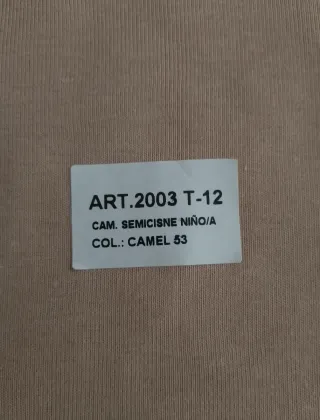 ART.2003 T-12
CAM. SEMICISNE NIÑO/A
COL.: CAMEL 53